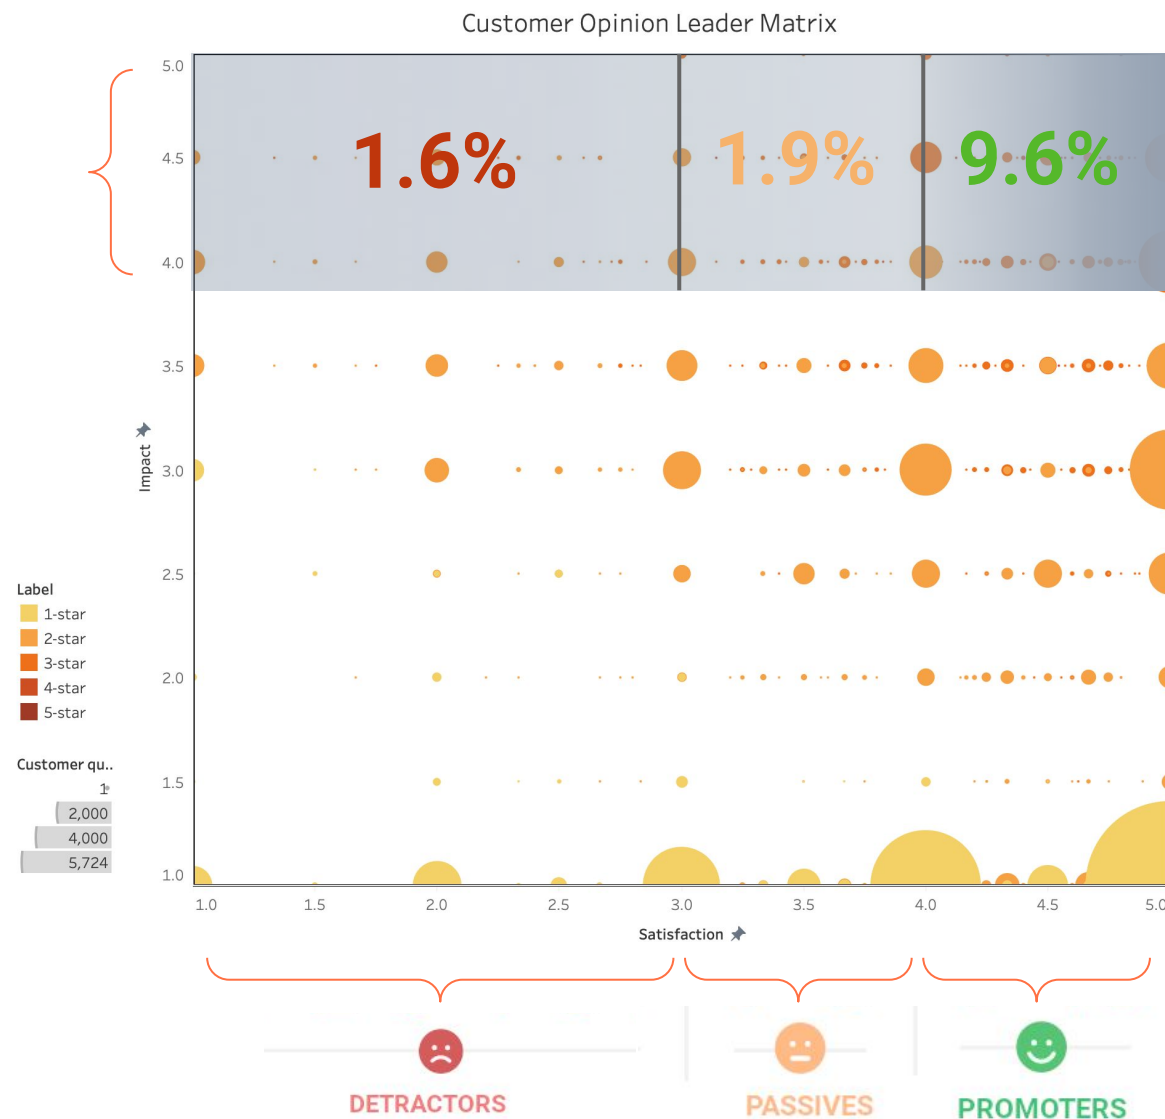 Customer Opinion Leader Matrix
5.0
1.6% 1.9% 9.6%
4.5
4.0
3.5
3.0
2.5
2.0
1.5
1.0
Impact
Label
1-star
2-star
3-star
4-star
5-star
Customer qu..
1
2,000
4,000
5,724
1.0 1.5 2.0 2.5 3.0 3.5 4.0 4.5 5.0
Satisfaction
DETRACTORS PASSIVES PROMOTERS